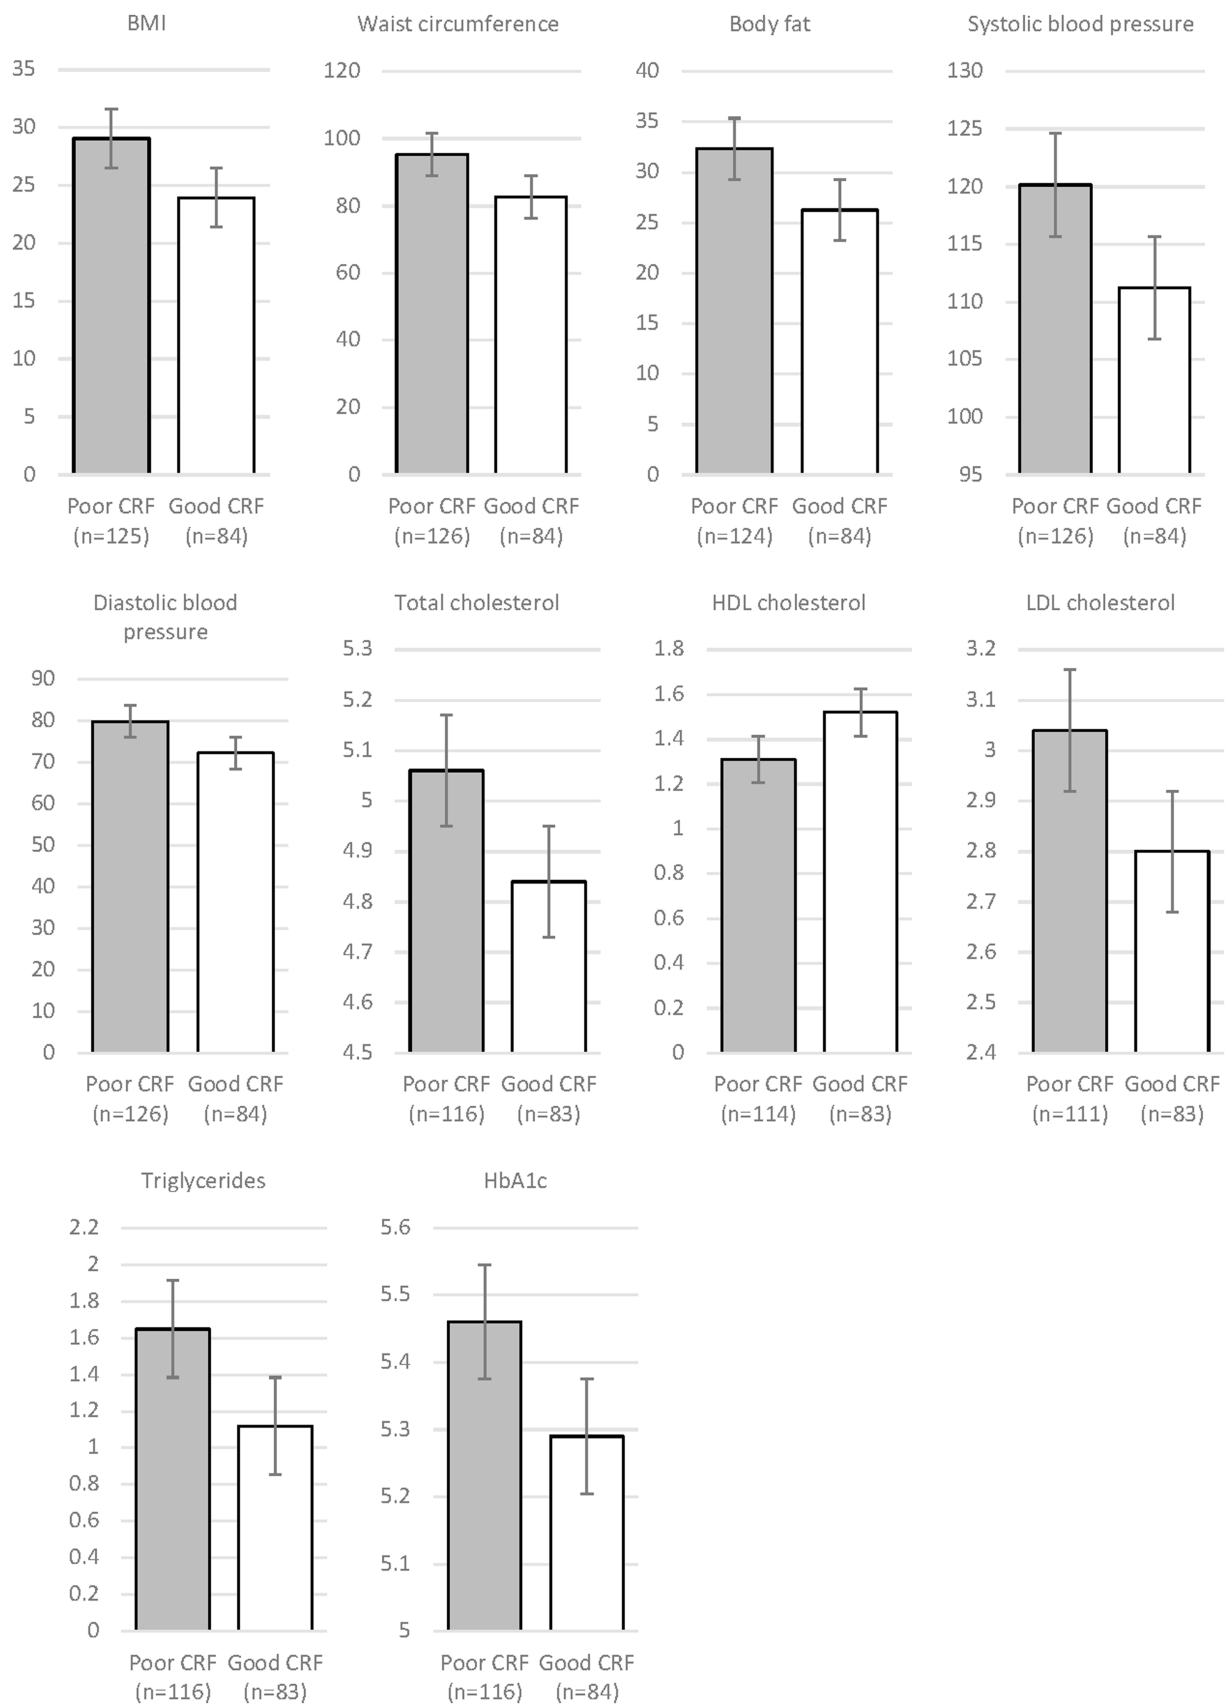 BMI
35
30
25
20
15
10
5
0
Poor CRF Good CRF
(n=125) (n=84)
Waist circumference
120
100
80
60
40
20
0
Poor CRF Good CRF
(n=126) (n=84)
Body fat
40
35
30
25
20
15
10
5
0
Poor CRF Good CRF
(n=124) (n=84)
Systolic blood pressure
130
125
120
115
110
105
100
95
Poor CRF Good CRF
(n=126) (n=84)
Diastolic blood
pressure
90
80
70
60
50
40
30
20
10
0
Poor CRF Good CRF
(n=126) (n=84)
Total cholesterol
5.3
5.2
5.1
5
4.9
4.8
4.7
4.6
4.5
Poor CRF Good CRF
(n=116) (n=83)
HDL cholesterol
1.8
1.6
1.4
1.2
1
0.8
0.6
0.4
0.2
0
Poor CRF Good CRF
(n=114) (n=83)
LDL cholesterol
3.2
3.1
3
2.9
2.8
2.7
2.6
2.5
2.4
Poor CRF Good CRF
(n=111) (n=83)
Triglycerides
2.2
2
1.8
1.6
1.4
1.2
1
0.8
0.6
0.4
0.2
0
Poor CRF Good CRF
(n=116) (n=83)
HbA1c
5.6
5.5
5.4
5.3
5.2
5.1
5
Poor CRF Good CRF
(n=116) (n=84)